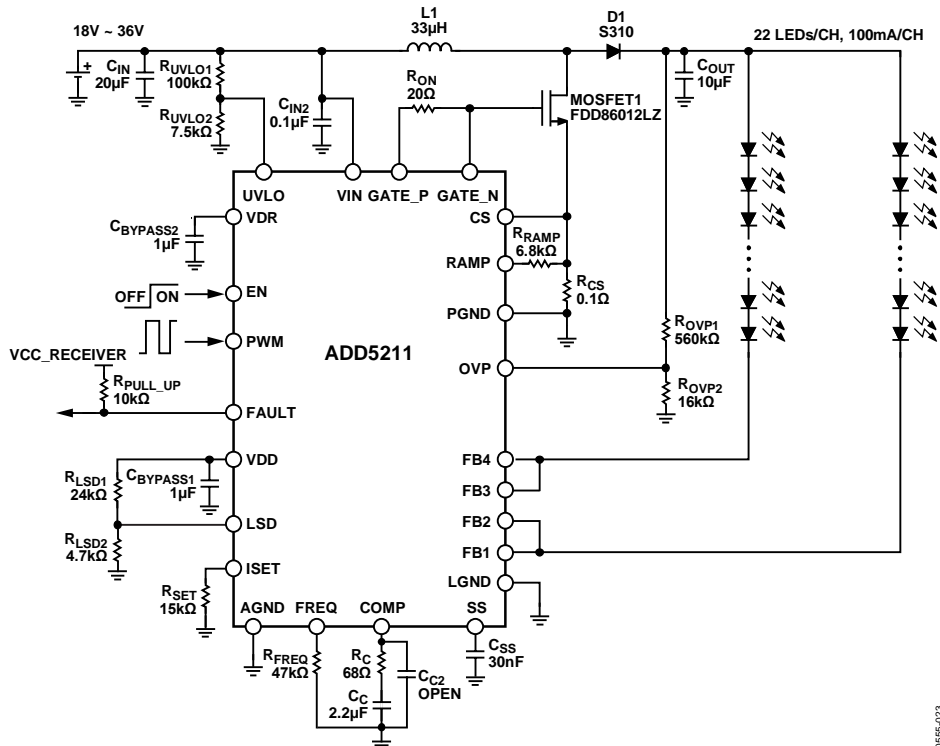 18V ~ 36V
L1
33µH
D1
S310
22 LEDs/CH, 100mA/CH
+
CIN
20µF
RUVLO1
100kΩ
RUVLO2
7.5kΩ
CIN2
0.1µF
RON
20Ω
MOSFET1
FDD86012LZ
COUT
10µF
UVLO
VIN
GATE_P
GATE_N
CBYPASS2
1µF
VDR
CS
RRAMP
6.8kΩ
RAMP
RCS
0.1Ω
OFF
ON
EN
PGND
PWM
ADD5211
OVP
ROVP1
560kΩ
ROVP2
16kΩ
VCC_RECEIVER
RPULL_UP
10kΩ
FAULT
VDD
FB4
RLSD1
24kΩ
CBYPASS1
1µF
FB3
LSD
FB2
RLSD2
4.7kΩ
FB1
ISET
LGND
RSET
15kΩ
AGND
FREQ
COMP
SS
RFREQ
47kΩ
RC
68Ω
CC2
OPEN
CC
2.2µF
CSS
30nF